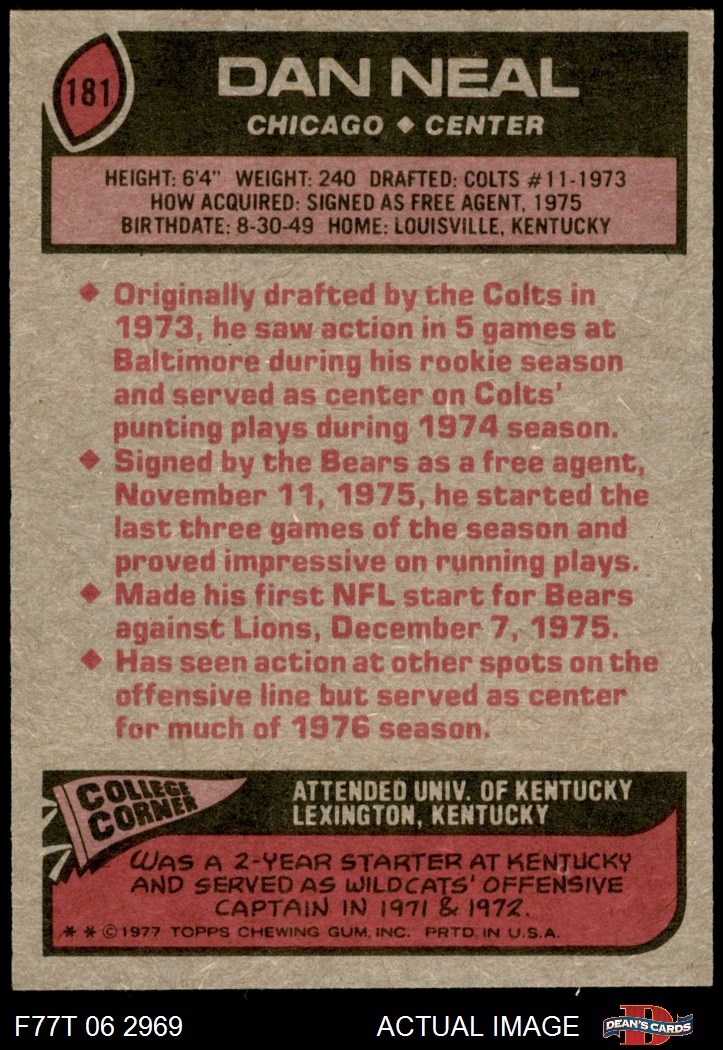 181
DAN NEAL
CHICAGO ◆ CENTER
HEIGHT: 6'4" WEIGHT: 240 DRAFTED: COLTS #11-1973
HOW ACQUIRED: SIGNED AS FREE AGENT, 1975
BIRTHDATE: 8-30-49 HOME: LOUISVILLE, KENTUCKY
◆ Originally drafted by the Colts in
1973, he saw action in 5 games at
Baltimore during his rookie season
and served as center on Colts'
punting plays during 1974 season.
◆ Signed by the Bears as a free agent,
November 11, 1975, he started the
last three games of the season and
proved impressive on running plays.
◆ Made his first NFL start for Bears
against Lions, December 7, 1975.
◆ Has seen action at other spots on the
offensive line but served as center
for much of 1976 season.
COLLEGE
CORNER
ATTENDED UNIV. OF KENTUCKY
LEXINGTON, KENTUCKY
WAS A 2-YEAR STARTER AT KENTUCKY
AND SERVED AS WILDCATS' OFFENSIVE
CAPTAIN IN 1971 & 1972.
* * © 1977 TOPPS CHEWING GUM, INC. PRTD. IN U.S.A.
F77T 06 2969 ACTUAL IMAGE D DEAN'S CARDS